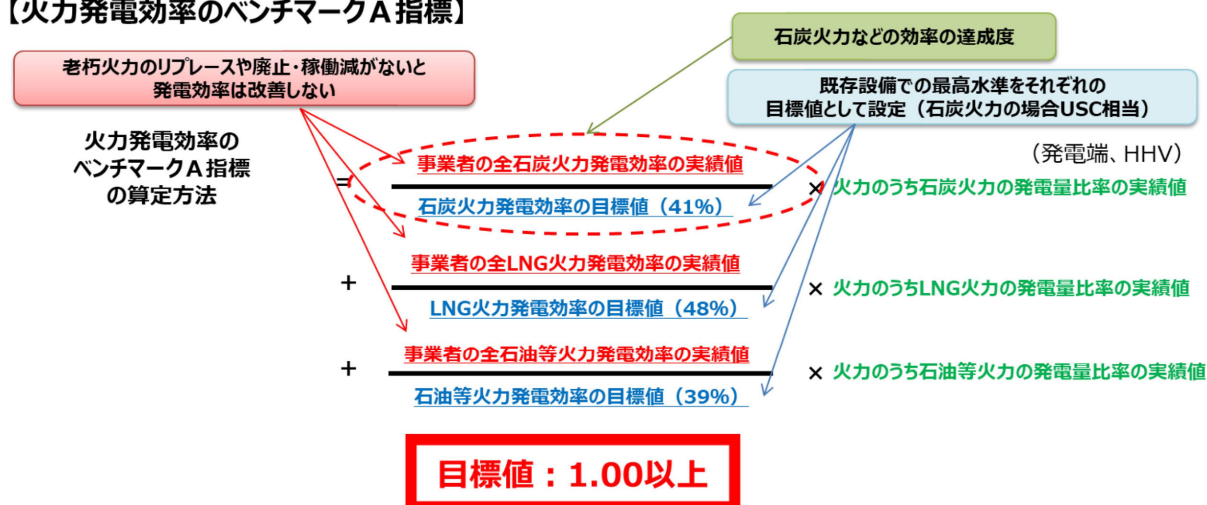 【火力発電効率のベンチマークA指標】
石炭火力などの効率の達成度
老朽火力のリプレースや廃止・稼働減がないと
発電効率は改善しない
既存設備での最高水準をそれぞれの
目標値として設定（石炭火力の場合USC相当）
（発電端、HHV）
火力発電効率の
ベンチマークA指標
の算定方法
=
事業者の全石炭火力発電効率の実績値
石炭火力発電効率の目標値（41%）
× 火力のうち石炭火力の発電量比率の実績値
+
事業者の全LNG火力発電効率の実績値
LNG火力発電効率の目標値（48%）
× 火力のうちLNG火力の発電量比率の実績値
+
事業者の全石油等火力発電効率の実績値
石油等火力発電効率の目標値（39%）
× 火力のうち石油等火力の発電量比率の実績値
目標値：1.00以上